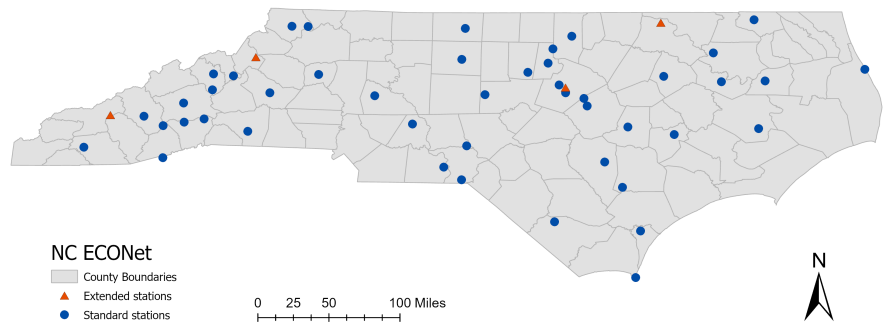 NC ECONet
County Boundaries
Extended stations
Standard stations
0 25 50 100 Miles
N